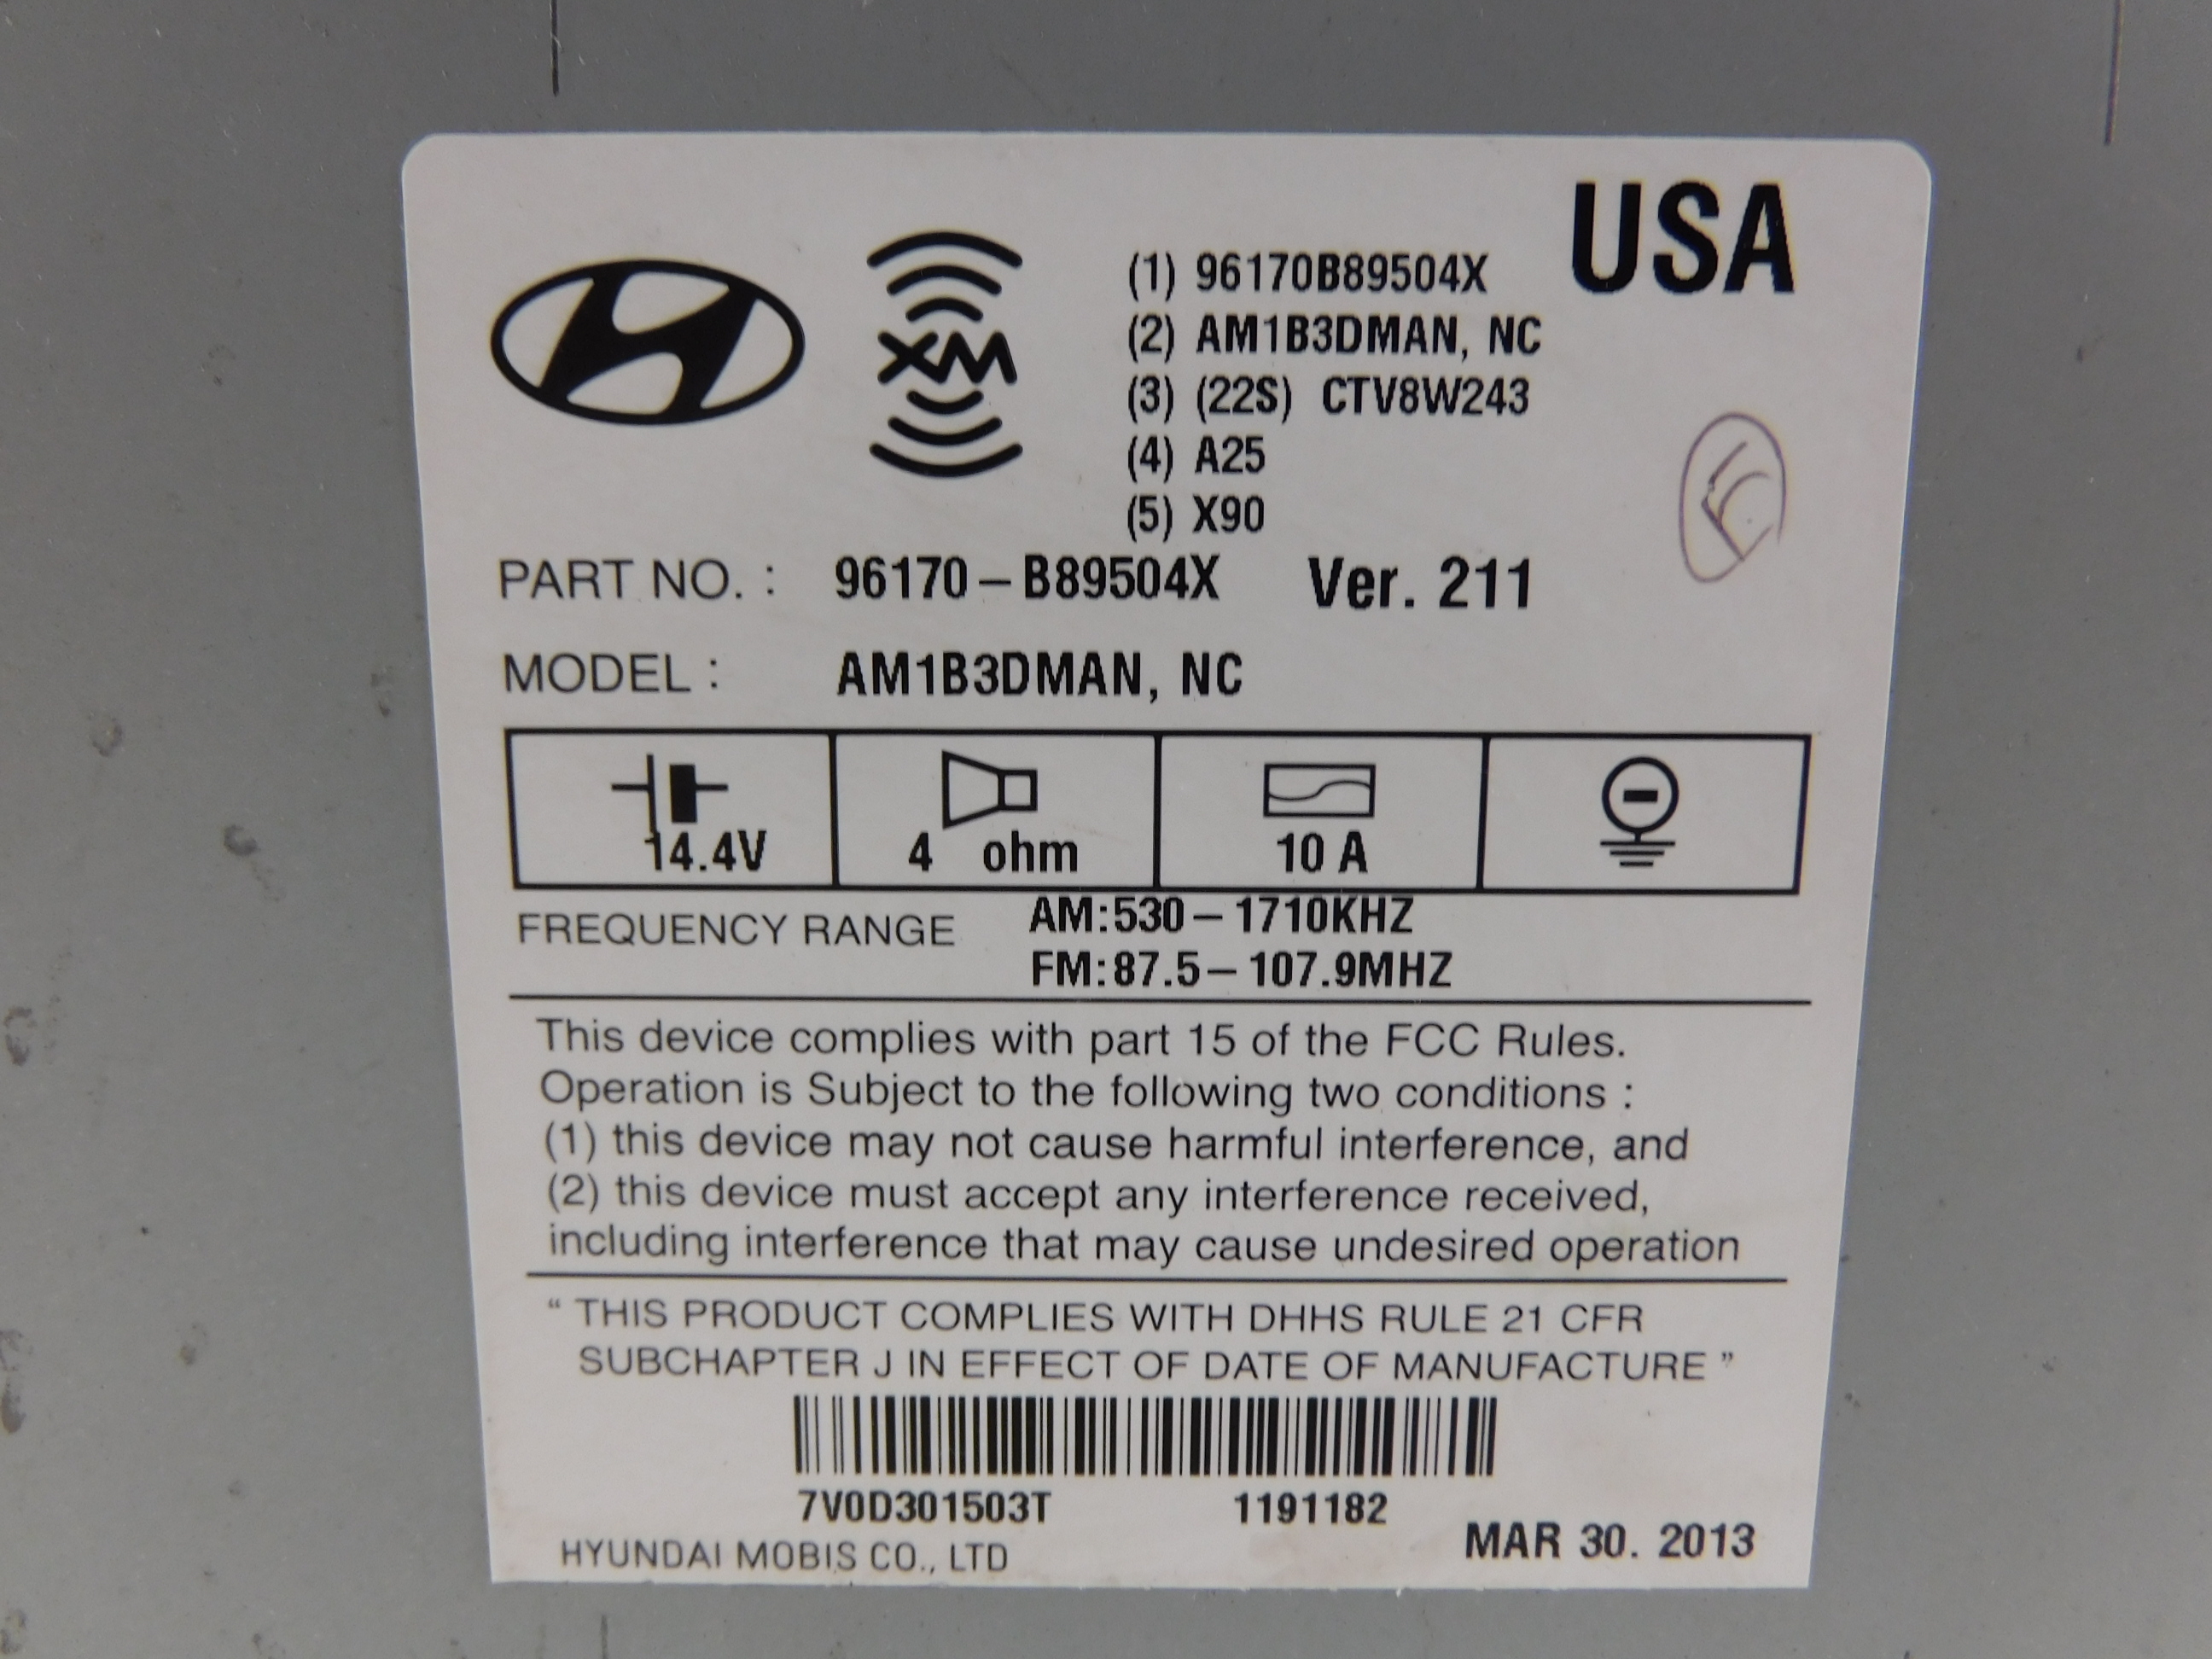 USA
XM
(1) 96170B89504X
(2) AM1B3DMAN, NC
(3) (22S) CTV8W243
(4) A25
(5) X90
PART NO. : 96170-B89504X Ver. 211
MODEL : AM1B3DMAN, NC
14.4V 4 ohm 10 A
FREQUENCY RANGE AM:530-1710KHZ
FM:87.5-107.9MHZ
This device complies with part 15 of the FCC Rules.
Operation is Subject to the following two conditions :
(1) this device may not cause harmful interference, and
(2) this device must accept any interference received,
including interference that may cause undesired operation
“ THIS PRODUCT COMPLIES WITH DHHS RULE 21 CFR
SUBCHAPTER J IN EFFECT OF DATE OF MANUFACTURE ”
7V0D301503T 1191182
HYUNDAI MOBIS CO., LTD MAR 30. 2013